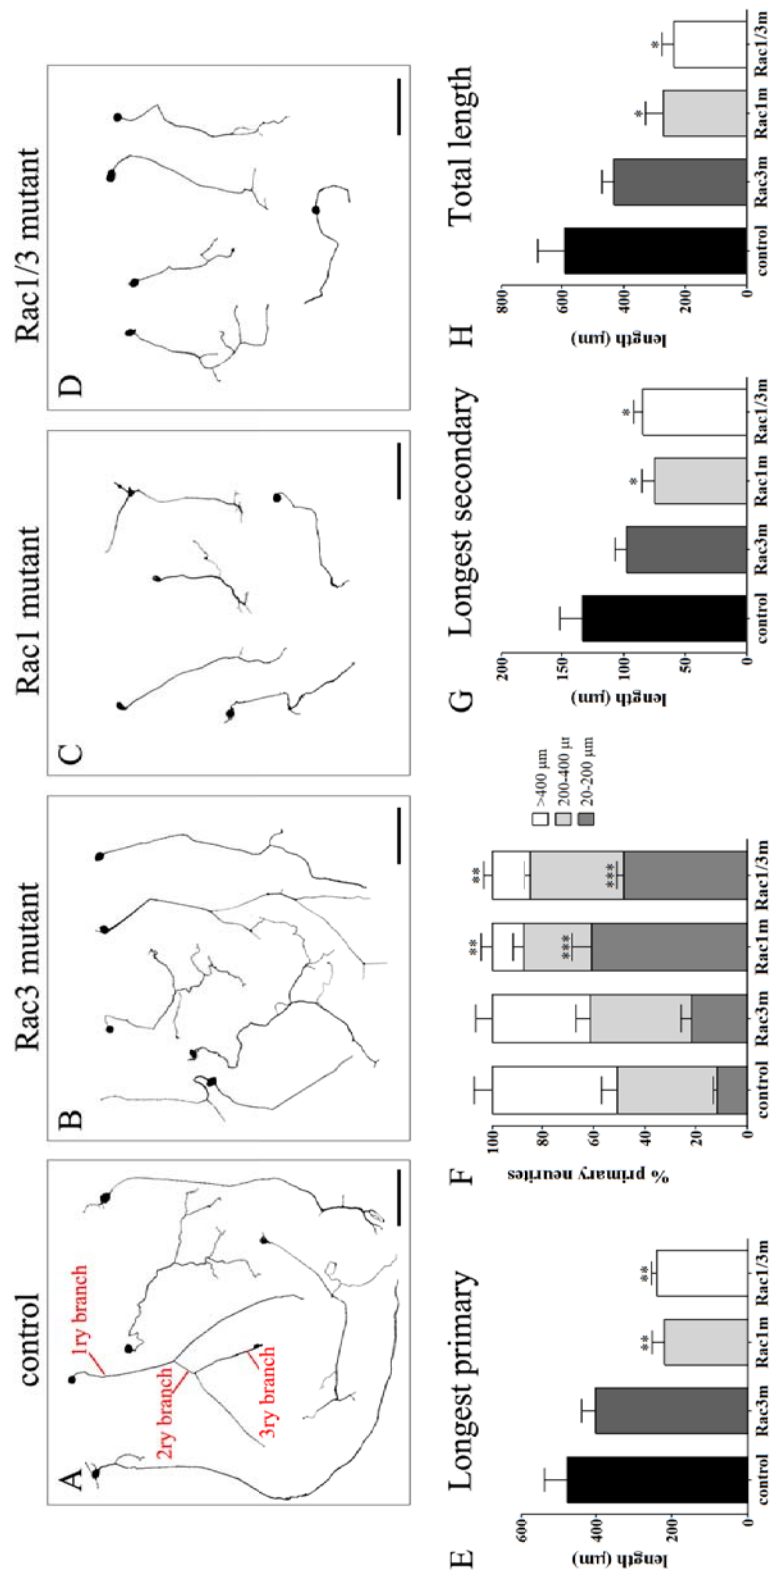 control
Rac3 mutant
Rac1 mutant
Rac1/3 mutant
A
1ry branch
2ry branch
3ry branch
B
C
D
E
Longest primary
length (μm)
600
400
200
0
control
Rac3m
Rac1m
**
Rac1/3m
**
F
% primary neurites
100
80
60
40
20
0
control
Rac3m
Rac1m
**
***
Rac1/3m
**
***
>400 μm
200-400 μm
20-200 μm
G
Longest secondary
length (μm)
200
150
100
50
0
control
Rac3m
Rac1m
*
Rac1/3m
*
H
Total length
length (μm)
800
600
400
200
0
control
Rac3m
Rac1m
*
Rac1/3m
*